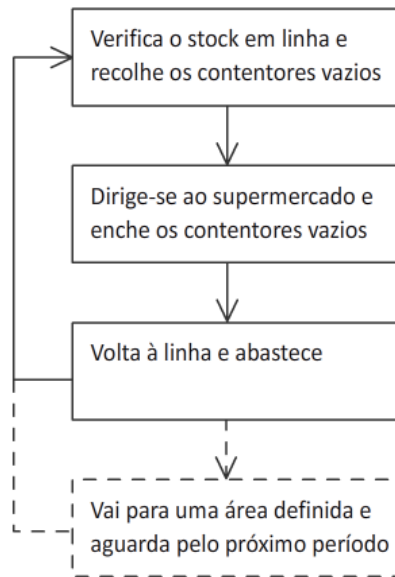 Verifica o stock em linha e
recolhe os contentores vazios
Dirige-se ao supermercado e
enche os contentores vazios
Volta à linha e abastece
Vai para uma área definida e
aguarda pelo próximo período